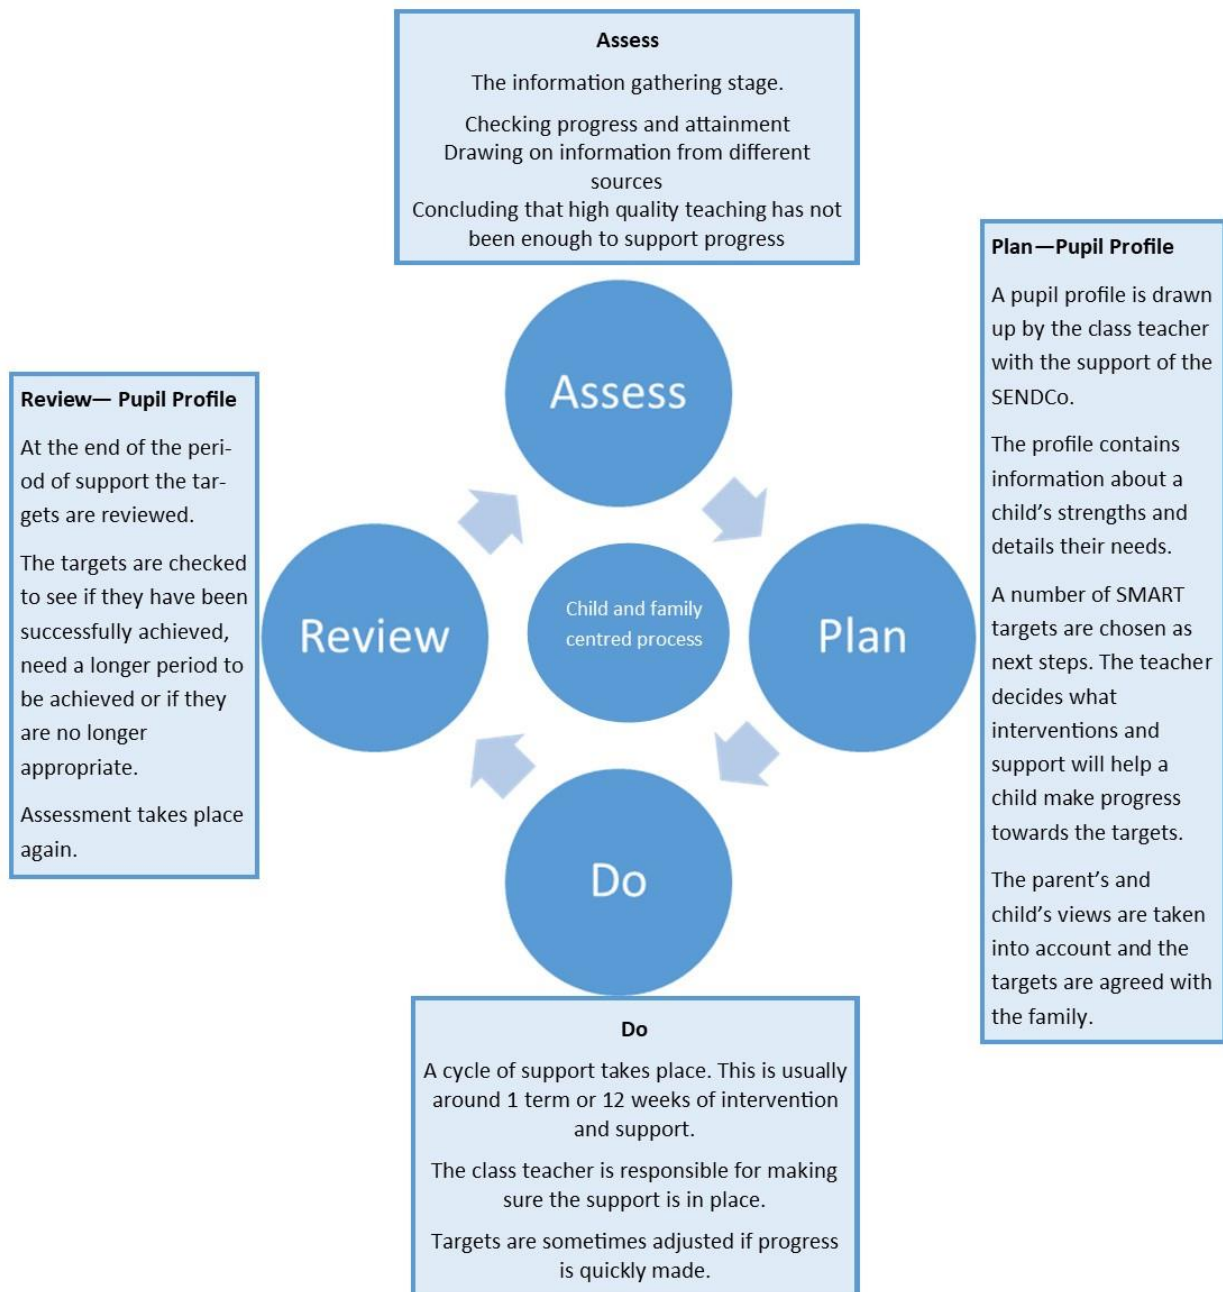 Assess
The information gathering stage.
Checking progress and attainment
Drawing on information from different
sources
Concluding that high quality teaching has not
been enough to support progress
Assess
Plan—Pupil Profile
A pupil profile is drawn
up by the class teacher
with the support of the
SENDCo.
The profile contains
information about a
child’s strengths and
details their needs.
A number of SMART
targets are chosen as
next steps. The teacher
decides what
interventions and
support will help a
child make progress
towards the targets.
The parent’s and
child’s views are taken
into account and the
targets are agreed with
the family.
Plan
Child and family
centred process
Do
Do
A cycle of support takes place. This is usually
around 1 term or 12 weeks of intervention
and support.
The class teacher is responsible for making
sure the support is in place.
Targets are sometimes adjusted if progress
is quickly made.
Review
Review— Pupil Profile
At the end of the peri-
od of support the tar-
gets are reviewed.
The targets are checked
to see if they have been
successfully achieved,
need a longer period to
be achieved or if they
are no longer
appropriate.
Assessment takes place
again.